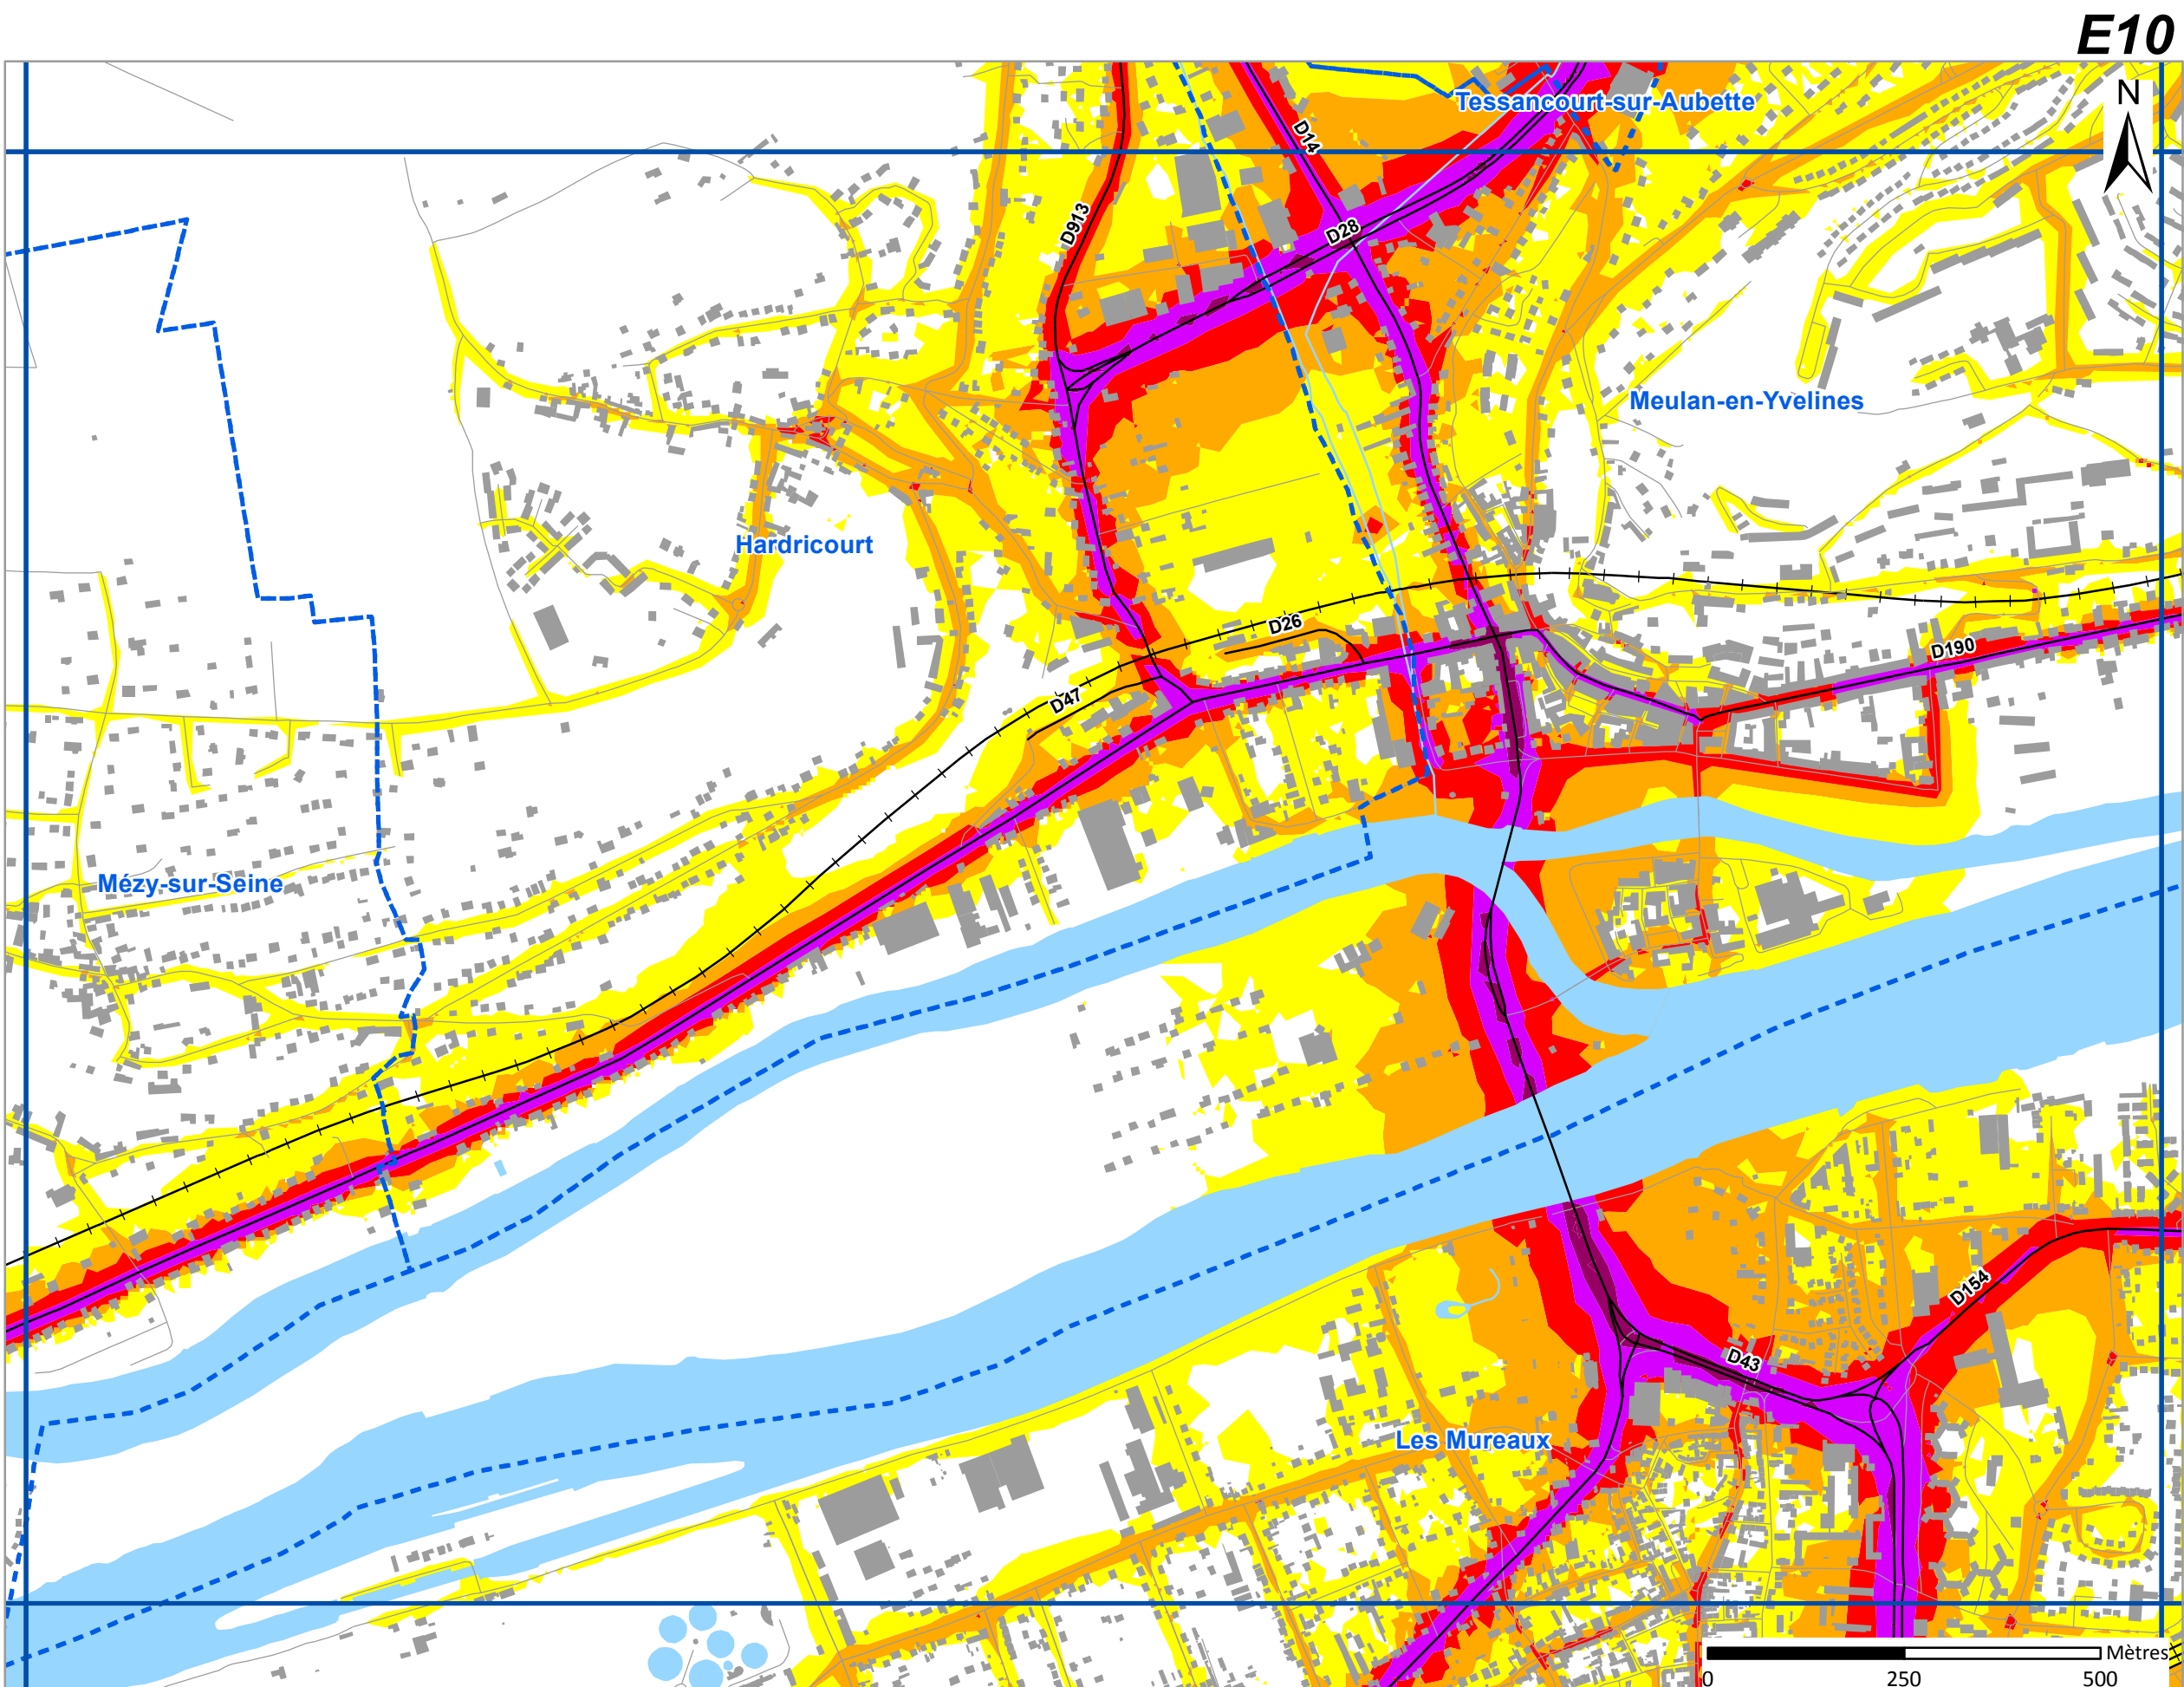 E10
Tessancourt-sur-Aubette
N
D14
D913
D28
Meulan-en-Yvelines
Hardricourt
D26
D190
D47
Mézy-sur-Seine
D154
D43
Les Mureaux
Mètres
0 250 500